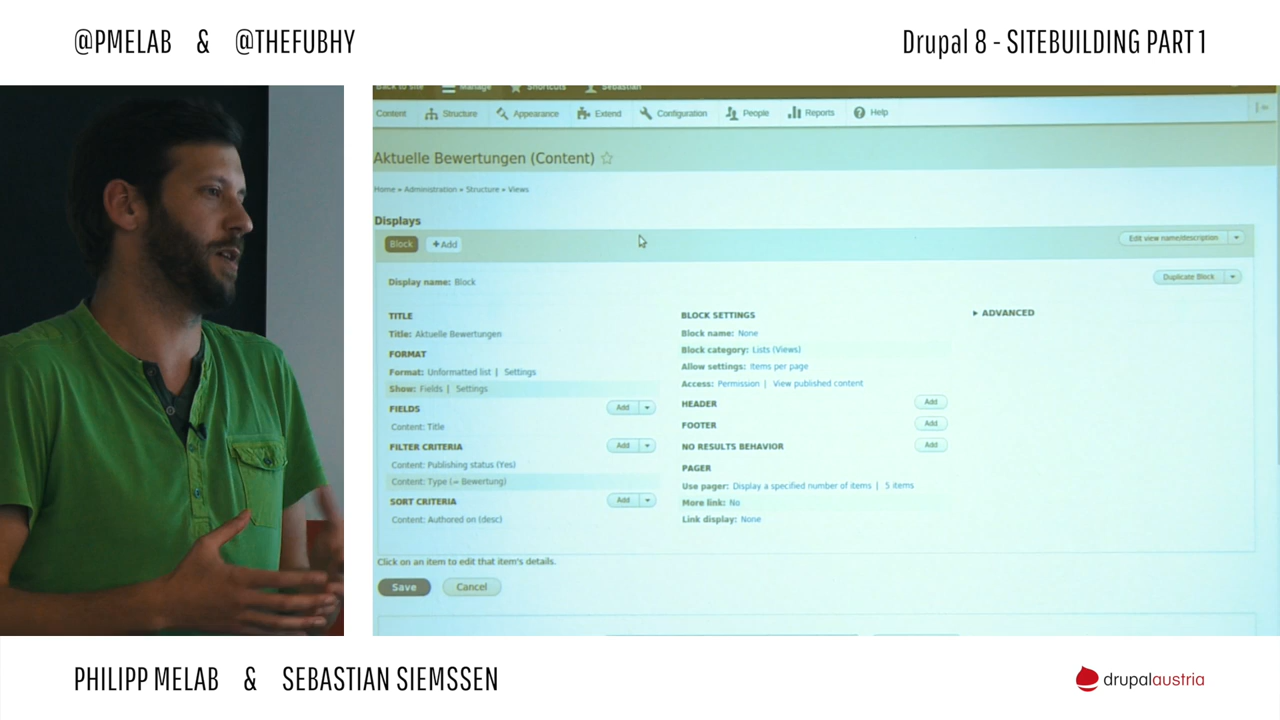 @PMELAB & @THEFUBHY
Drupal 8 - SITEBUILDING PART 1
Back to site Manage Shortcuts Sebastian
Content Structure Appearance Extend Configuration People Reports Help
Aktuelle Bewertungen (Content)
Home » Administration » Structure » Views
Displays
Block +Add
Edit view name/description
Display name: Block
Duplicate Block
TITLE
Title: Aktuelle Bewertungen
FORMAT
Format: Unformatted list | Settings
Show: Fields | Settings
FIELDS Add
Content: Title
FILTER CRITERIA Add
Content: Publishing status (Yes)
Content: Type (= Bewertung)
SORT CRITERIA Add
Content: Authored on (desc)
BLOCK SETTINGS
Block name: None
Block category: Lists (Views)
Allow settings: Items per page
Access: Permission | View published content
HEADER Add
FOOTER Add
NO RESULTS BEHAVIOR Add
PAGER
Use pager: Display a specified number of items | 5 items
More link: No
Link display: None
ADVANCED
Click on an item to edit that item's details.
Save Cancel
PHILIPP MELAB & SEBASTIAN SIEMSSEN
drupalaustria